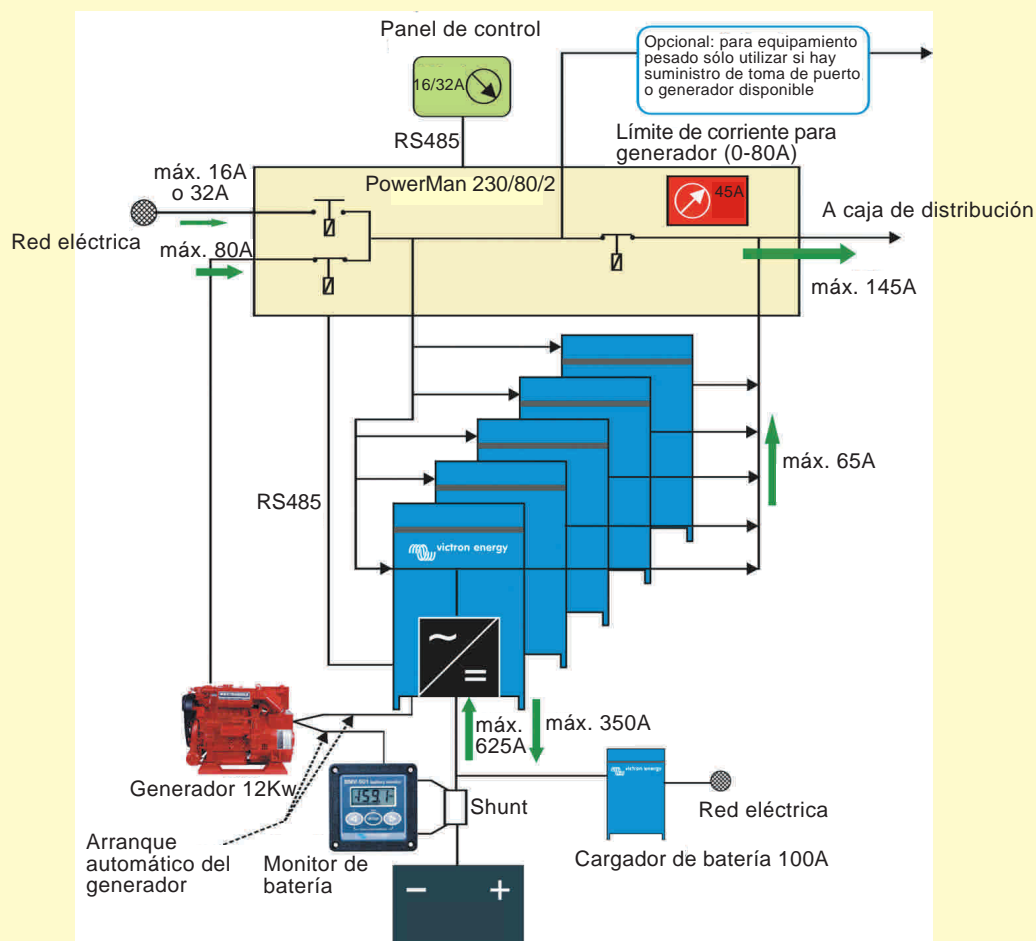 Panel de control
Opcional: para equipamiento
pesado sólo utilizar si hay
suministro de toma de puerto
o generador disponible
16/32A
RS485
Límite de corriente para
generador (0-80A)
máx. 16A
o 32A
PowerMan 230/80/2
45A
Red eléctrica
A caja de distribución
máx. 80A
máx. 145A
máx. 65A
RS485
victron energy
~
=
máx.
625A
máx. 350A
Generador 12Kw
victron energy
Shunt
Red eléctrica
Arranque
automático del
generador
Monitor de
batería
Cargador de batería 100A
- +